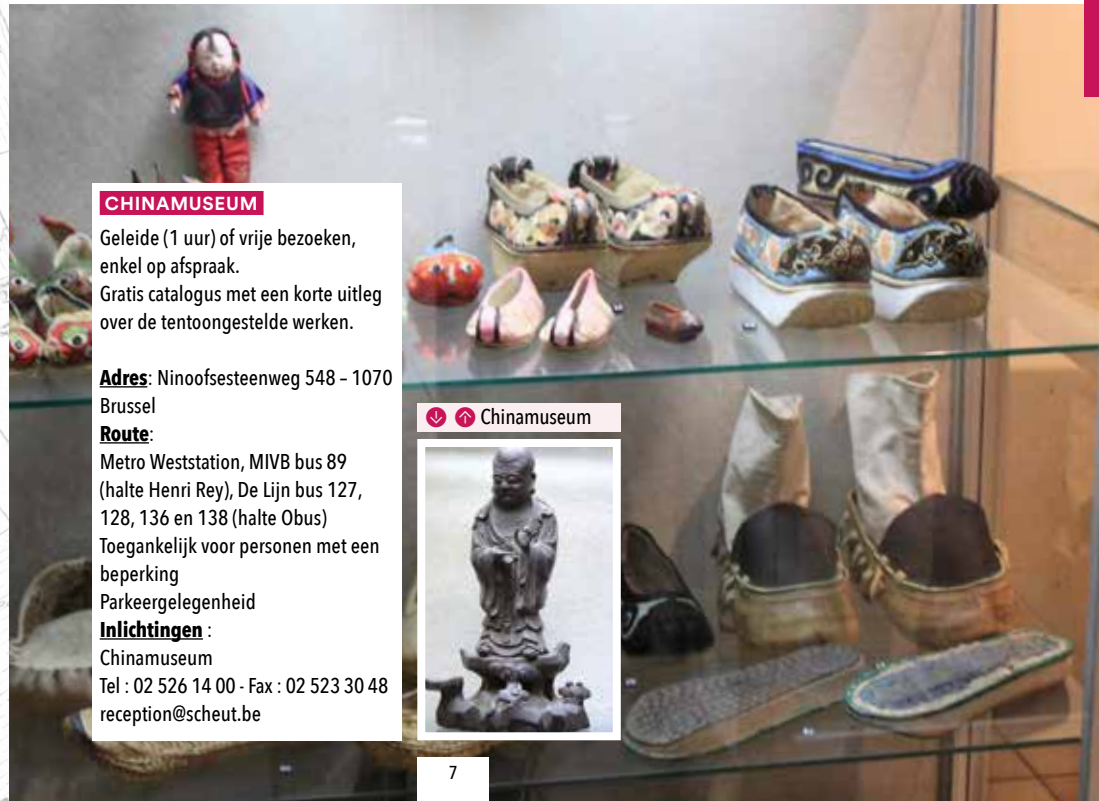 CHINAMUSEUM
Geleide (1 uur) of vrije bezoeken,
enkel op afspraak.
Gratis catalogus met een korte uitleg
over de tentoongestelde werken.
Adres: Ninoofsesteenweg 548 – 1070
Brussel
Route:
Metro Weststation, MIVB bus 89
(halte Henri Rey), De Lijn bus 127,
128, 136 en 138 (halte Obus)
Toegankelijk voor personen met een
beperking
Parkeergelegenheid
Inlichtingen :
Chinamuseum
Tel : 02 526 14 00 - Fax : 02 523 30 48
reception@scheut.be
Chinamuseum
7